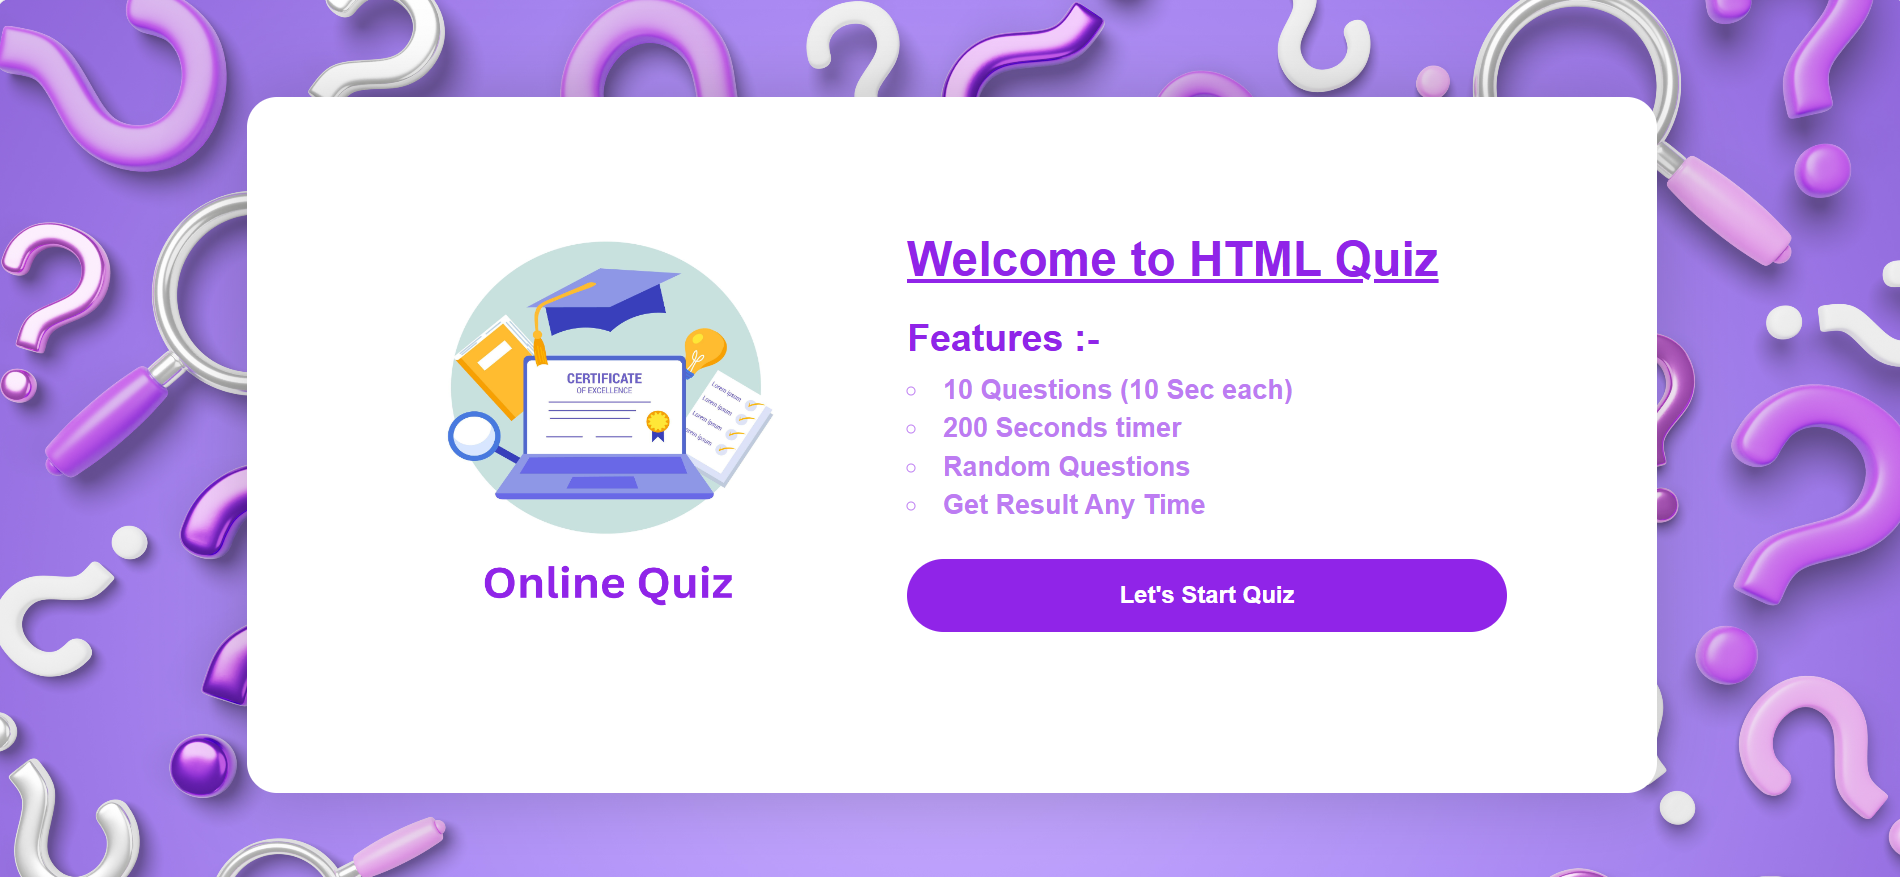 Welcome to HTML Quiz
Features :-
10 Questions (10 Sec each)
200 Seconds timer
Random Questions
Get Result Any Time
Let's Start Quiz
CERTIFICATE
OF EXCELLENCE
Lorem ipsum
Lorem ipsum
Lorem ipsum
Lorem ipsum
Online Quiz